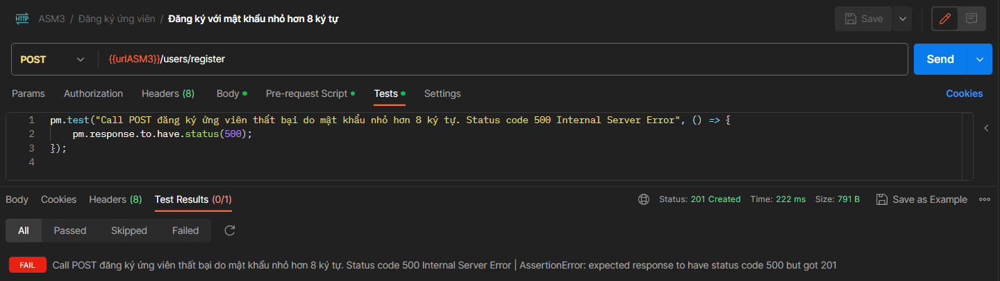 HTTP ASM3 / Đăng ký ứng viên / Đăng ký với mật khẩu nhỏ hơn 8 ký tự Save
POST {{urlASM3}}/users/register Send
Params Authorization Headers (8) Body Pre-request Script Tests Settings Cookies
1 pm.test("Call POST đăng ký ứng viên thất bại do mật khẩu nhỏ hơn 8 ký tự. Status code 500 Internal Server Error", () => {
2 pm.response.to.have.status(500);
3 });
4
Body Cookies Headers (8) Test Results (0/1) Status: 201 Created Time: 222 ms Size: 791 B Save as Example
All Passed Skipped Failed
FAIL Call POST đăng ký ứng viên thất bại do mật khẩu nhỏ hơn 8 ký tự. Status code 500 Internal Server Error | AssertionError: expected response to have status code 500 but got 201